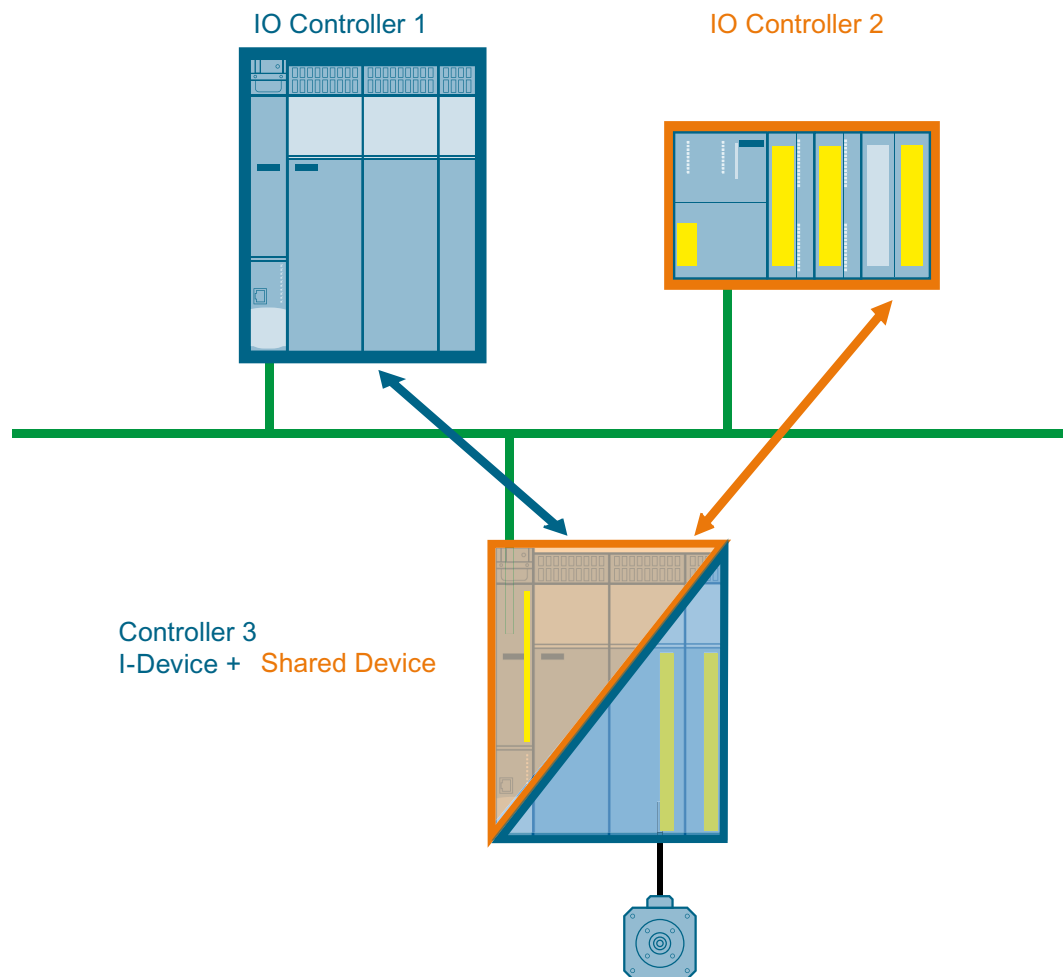 IO Controller 1
IO Controller 2
Controller 3
I-Device + Shared Device